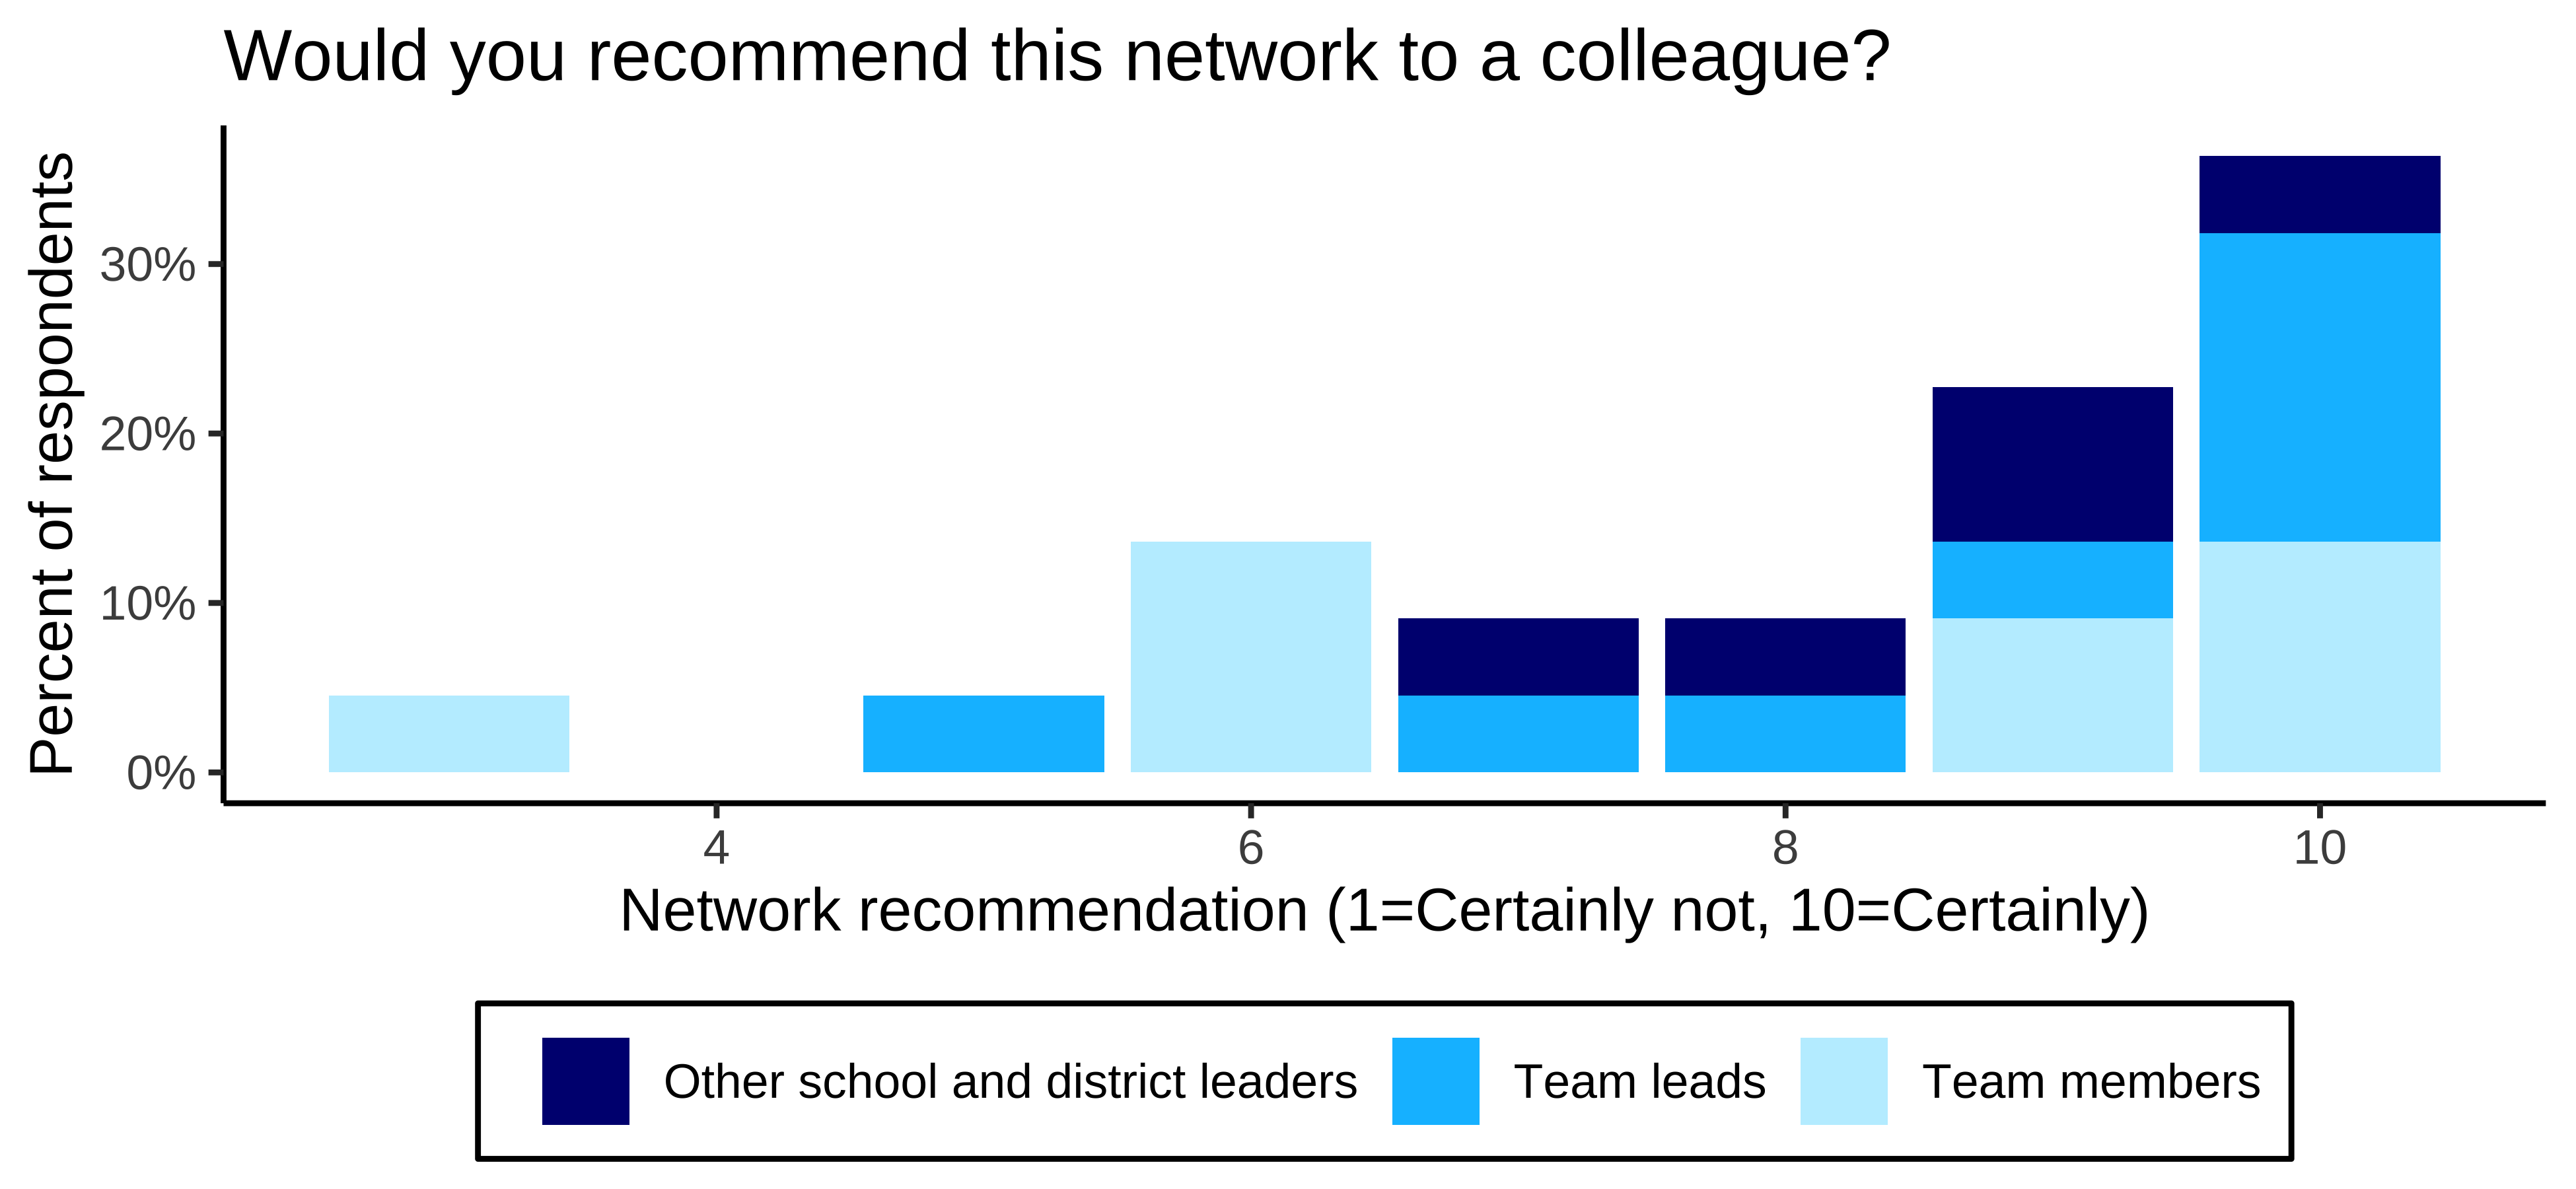 Would you recommend this network to a colleague?
Percent of respondents
30%
20%
10%
0%
4 6 8 10
Network recommendation (1=Certainly not, 10=Certainly)
Other school and district leaders Team leads Team members